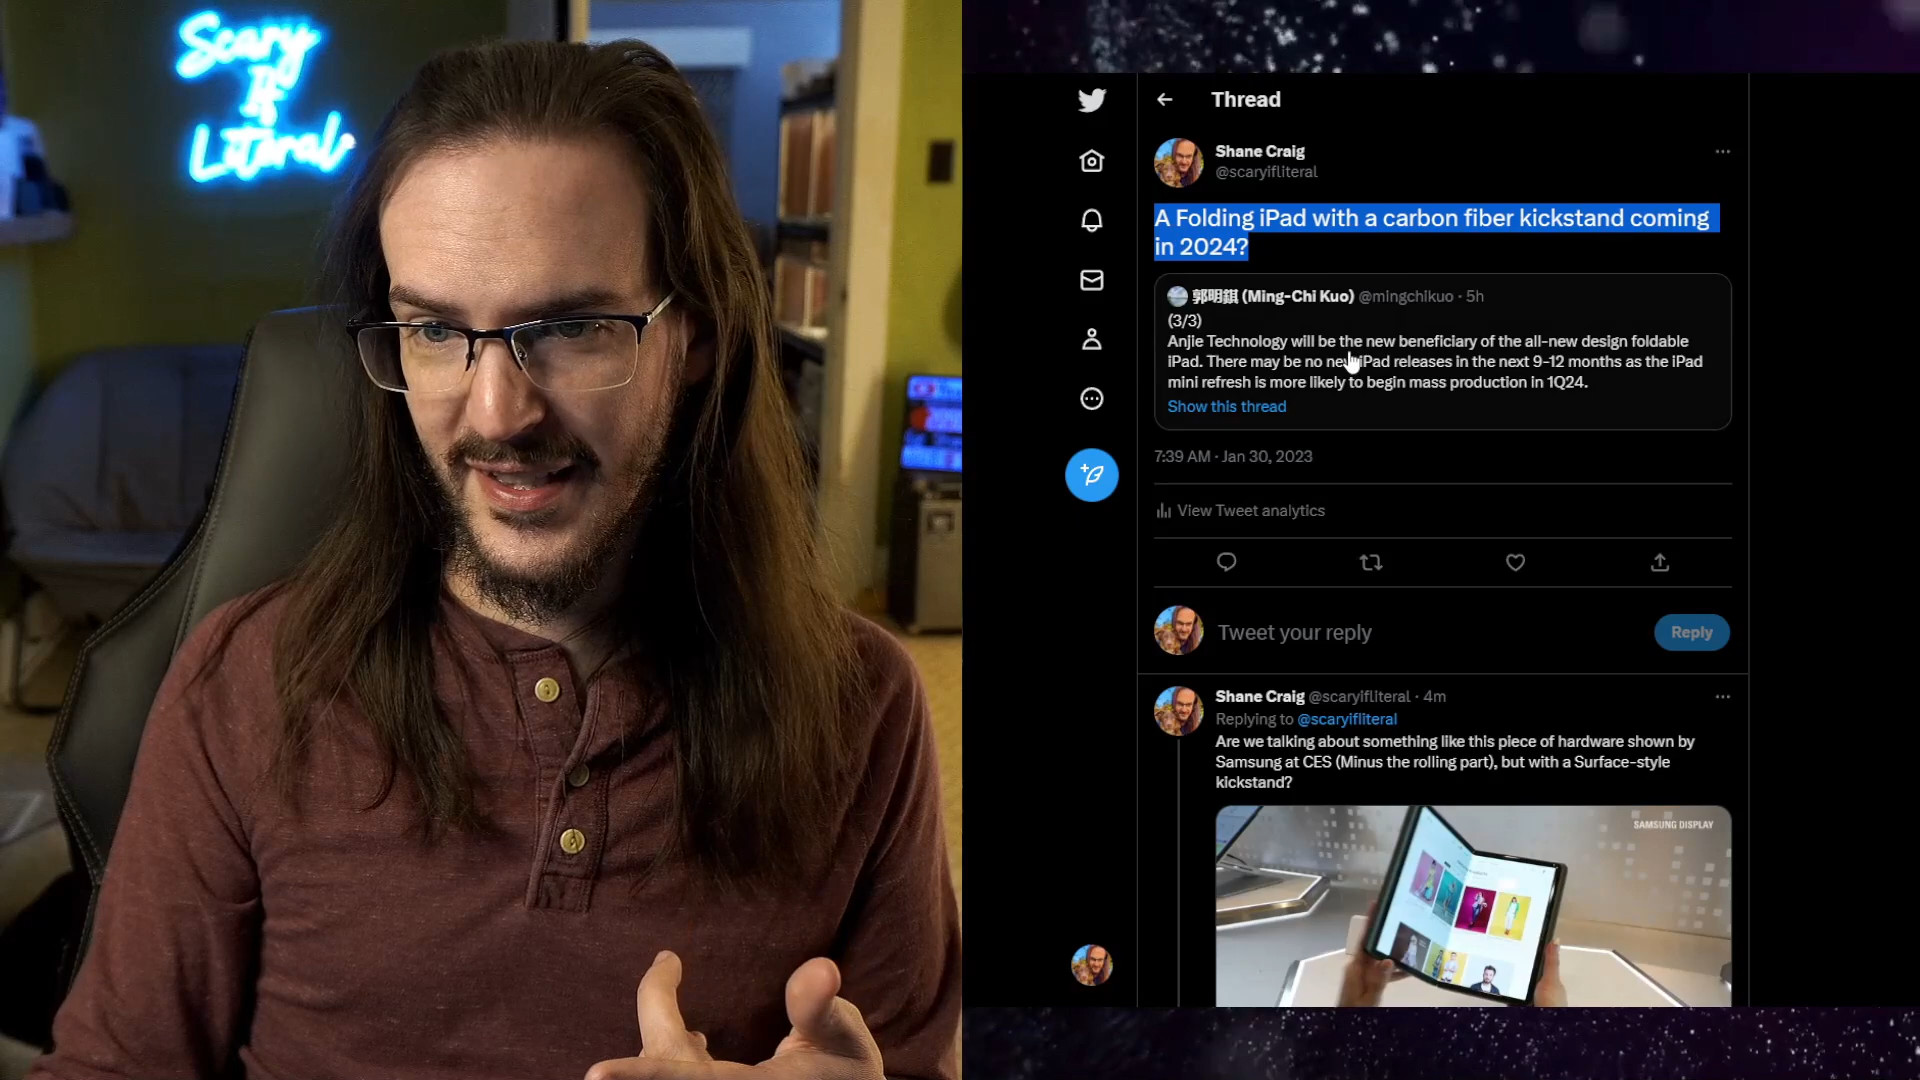 Scary
If
Literal
Thread
Shane Craig
@scaryifliteral
A Folding iPad with a carbon fiber kickstand coming
in 2024?
郭明錤 (Ming-Chi Kuo) @mingchikuo · 5h
(3/3)
Anjie Technology will be the new beneficiary of the all-new design foldable
iPad. There may be no new iPad releases in the next 9-12 months as the iPad
mini refresh is more likely to begin mass production in 1Q24.
Show this thread
7:39 AM · Jan 30, 2023
View Tweet analytics
Tweet your reply
Reply
Shane Craig @scaryifliteral · 4m
Replying to @scaryifliteral
Are we talking about something like this piece of hardware shown by
Samsung at CES (Minus the rolling part), but with a Surface-style
kickstand?
SAMSUNG DISPLAY